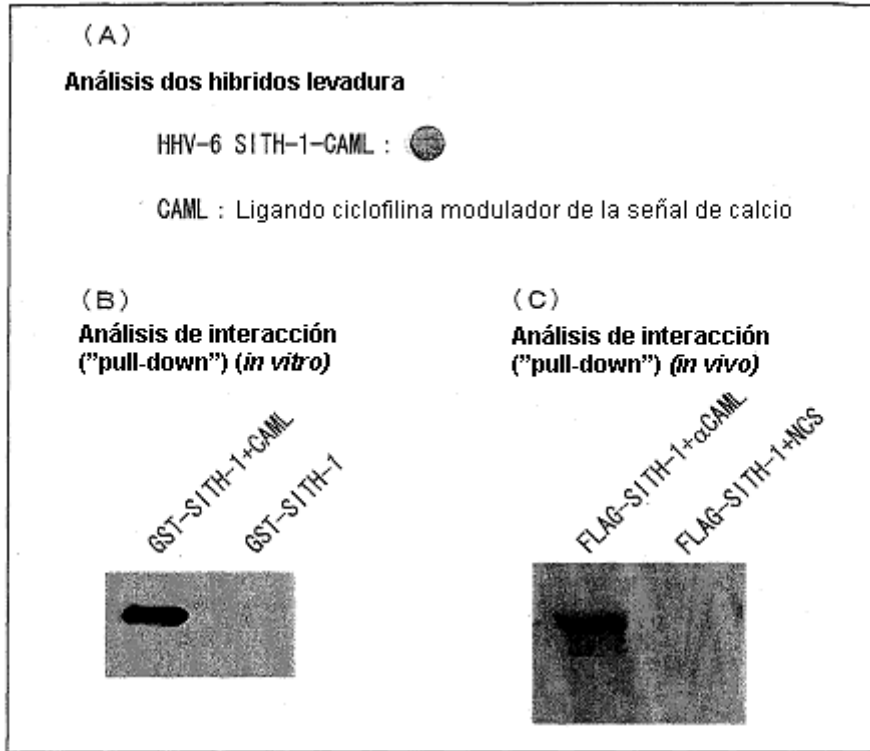 (A)
Análisis dos hibridos levadura
HHV-6 SITH-1-CAML :
CAML : Ligando ciclofilina modulador de la señal de calcio
(B)
Análisis de interacción
("pull-down") (in vitro)
GST-SITH-1+CAML
GST-SITH-1
(C)
Análisis de interacción
("pull-down") (in vivo)
FLAG-SITH-1+αCAML
FLAG-SITH-1+NCS